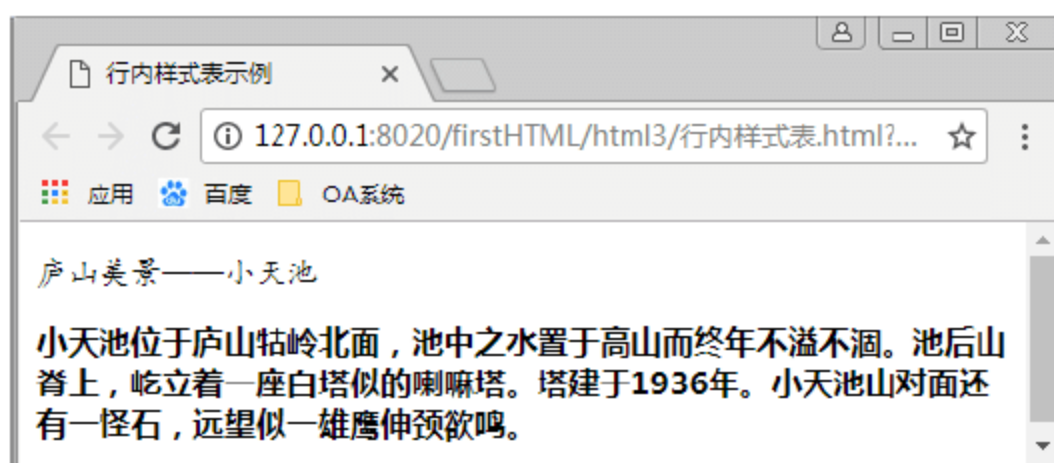 行内样式表示例
127.0.0.1:8020/firstHTML/html3/行内样式表.html?...
应用 百度 OA系统
庐山美景——小天池
小天池位于庐山牯岭北面，池中之水置于高山而终年不溢不涸。池后山
脊上，屹立着一座白塔似的喇嘛塔。塔建于1936年。小天池山对面还
有一怪石，远望似一雄鹰伸颈欲鸣。